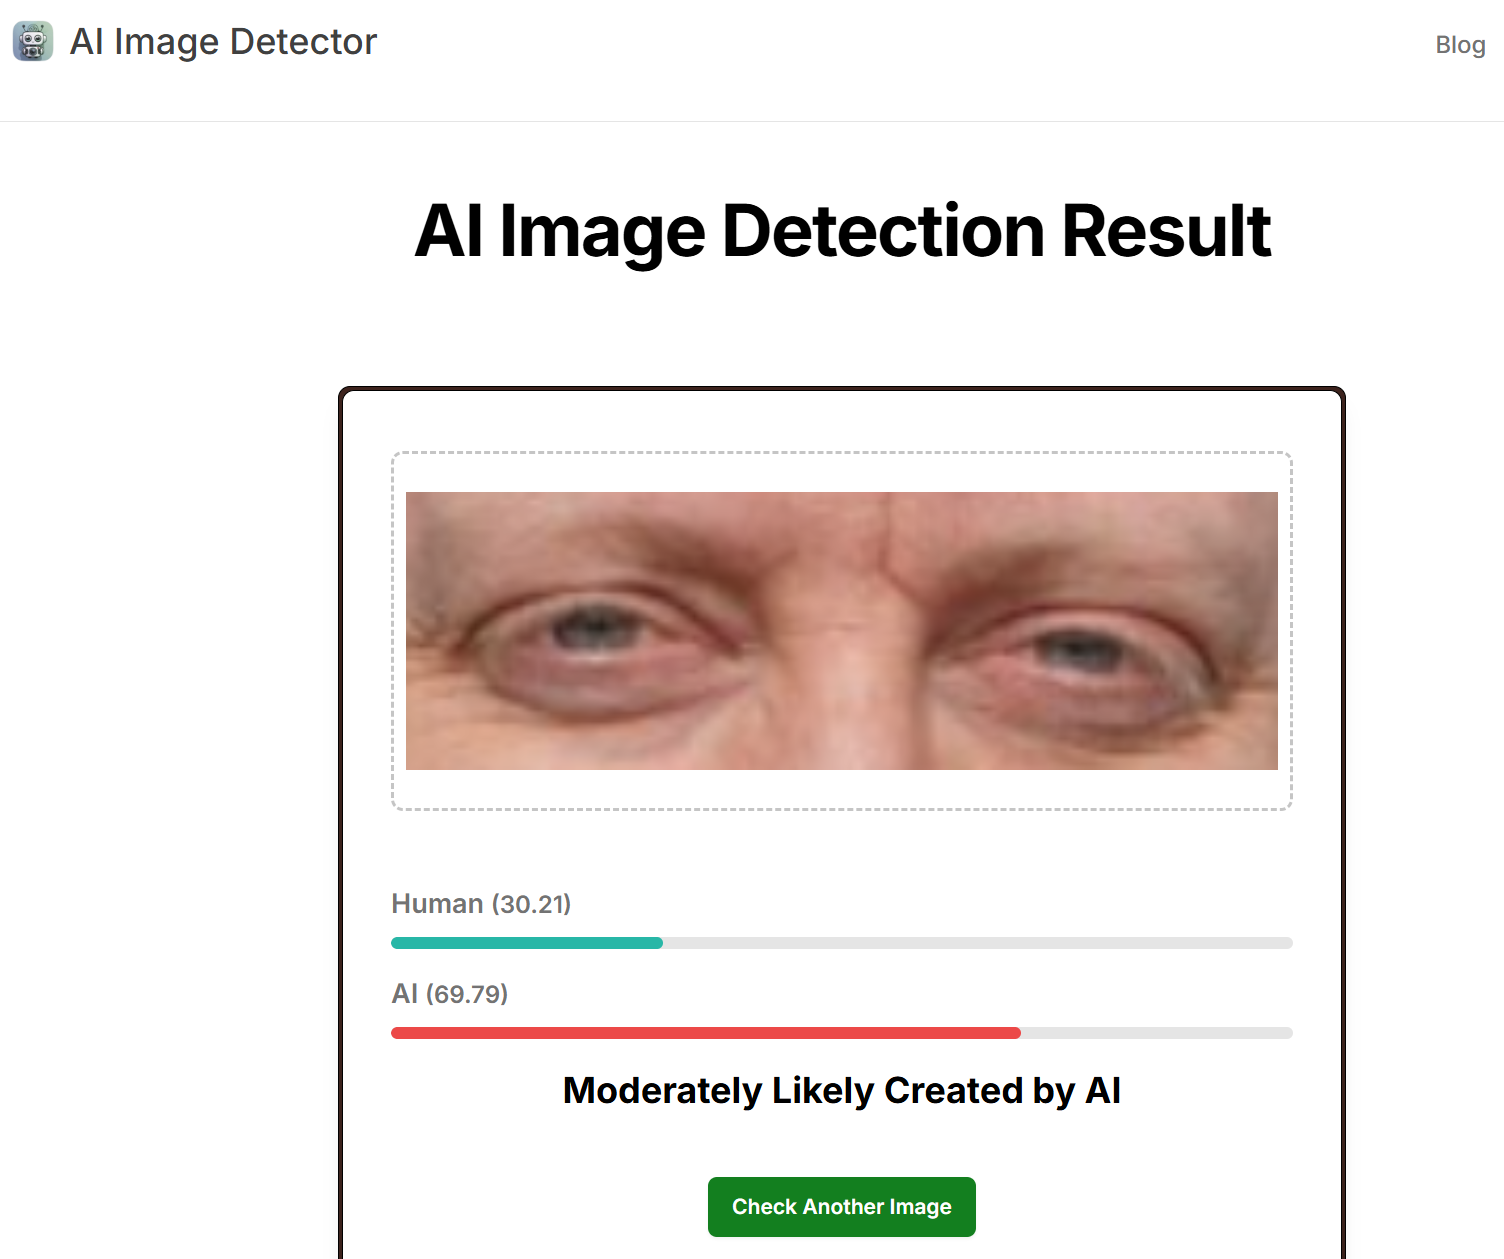 AI Image Detector
Blog
AI Image Detection Result
Human (30.21)
AI (69.79)
Moderately Likely Created by AI
Check Another Image